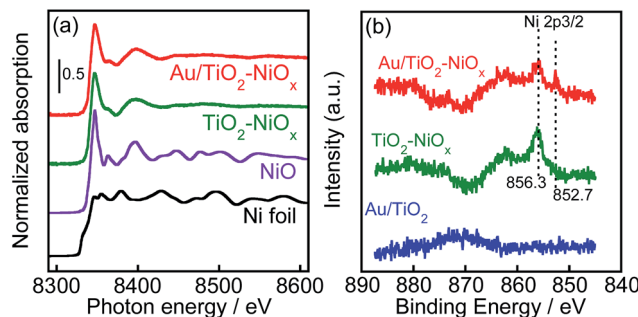 (a)
0.5
Au/TiO₂-NiOₓ
TiO₂-NiOₓ
NiO
Ni foil
Normalized absorption
8300 8400 8500 8600
Photon energy / eV
(b)
Ni 2p3/2
Au/TiO₂-NiOₓ
TiO₂-NiOₓ
856.3
852.7
Au/TiO₂
Intensity (a.u.)
880 870 860 850 840
Binding Energy / eV